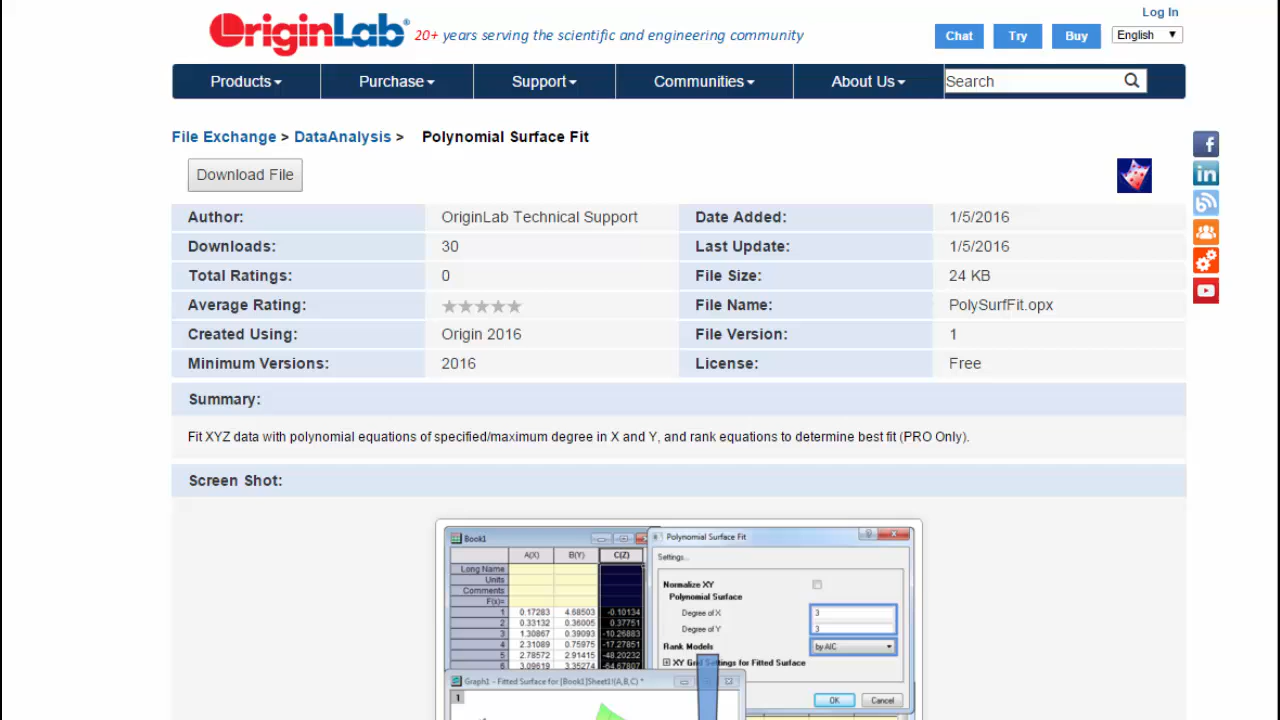 Log In
OriginLab® 20+ years serving the scientific and engineering community
Chat Try Buy English
Products Purchase Support Communities About Us Search
File Exchange > DataAnalysis > Polynomial Surface Fit
Download File
Author: OriginLab Technical Support Date Added: 1/5/2016
Downloads: 30 Last Update: 1/5/2016
Total Ratings: 0 File Size: 24 KB
Average Rating: File Name: PolySurfFit.opx
Created Using: Origin 2016 File Version: 1
Minimum Versions: 2016 License: Free
Summary:
Fit XYZ data with polynomial equations of specified/maximum degree in X and Y, and rank equations to determine best fit (PRO Only).
Screen Shot:
Book1
A(X) B(Y) C(Z)
Long Name
Units
Comments
F(x)=
1 0.17283 4.68503 -0.10134
2 0.33132 0.36005 0.37751
3 1.30867 0.39093 -10.26883
4 2.31089 0.75975 -17.27851
5 2.78572 2.91415 -48.20232
6 3.09619 3.35274 -64.67807
Polynomial Surface Fit
Settings...
Normalize XY
Polynomial Surface
Degree of X 3
Degree of Y 3
Rank Models by AIC
XY Grid Settings for Fitted Surface
OK Cancel
Graph1 - Fitted Surface for [Book1]Sheet1!(A,B,C) *
1